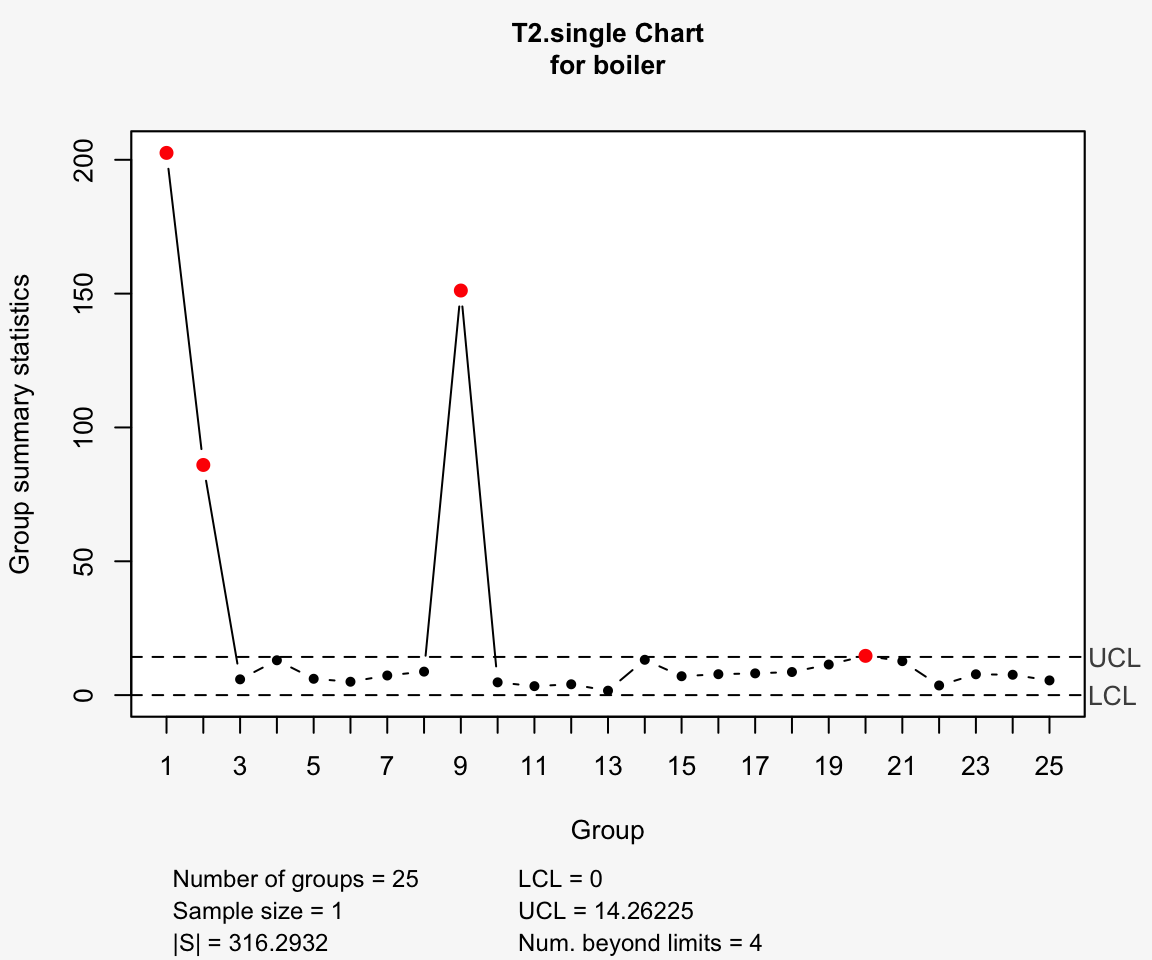 T2.single Chart
for boiler
Group summary statistics
200
150
100
50
0
UCL
LCL
1 3 5 7 9 11 13 15 17 19 21 23 25
Group
Number of groups = 25
Sample size = 1
|S| = 316.2932
LCL = 0
UCL = 14.26225
Num. beyond limits = 4